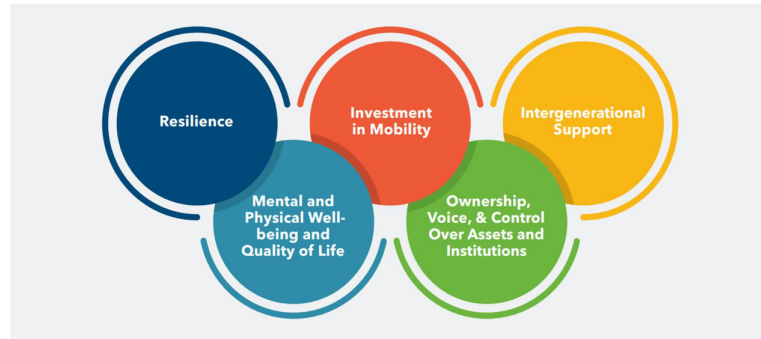 Resilience
Mental and
Physical Well-
being and
Quality of Life
Investment
in Mobility
Ownership,
Voice, & Control
Over Assets and
Institutions
Intergenerational
Support